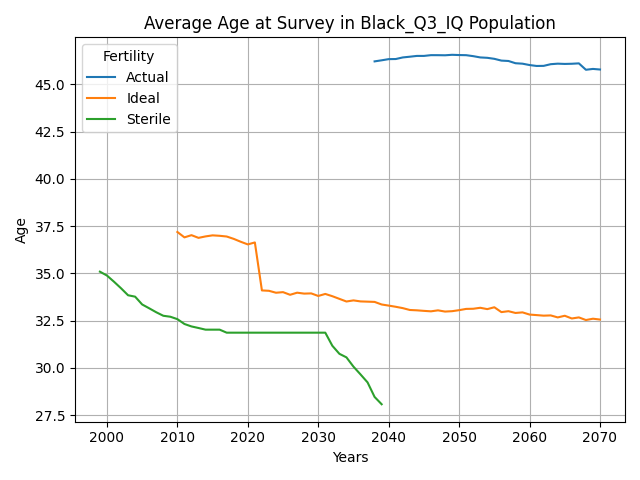 Average Age at Survey in Black_Q3_IQ Population
Fertility
Actual
Ideal
Sterile
45.0
42.5
40.0
37.5
35.0
32.5
30.0
27.5
Age
2000 2010 2020 2030 2040 2050 2060 2070
Years